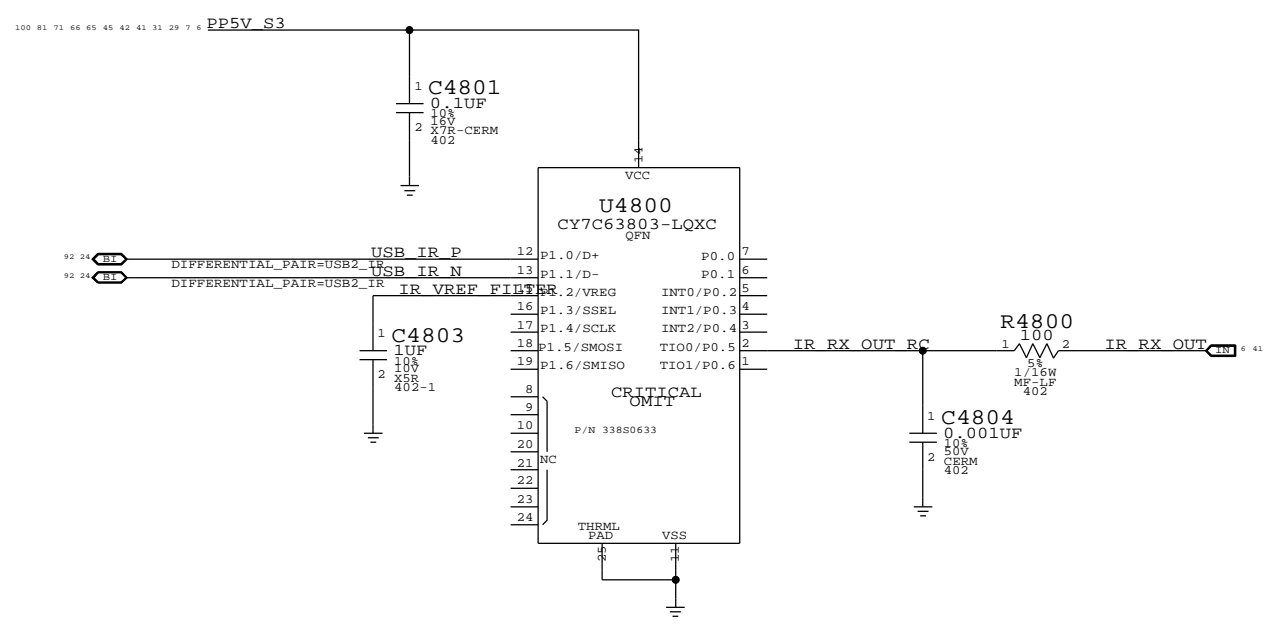 100 81 71 66 65 45 42 41 31 29 7 6 PP5V_S3
1 C4801
0.1UF
10%
16V
2 X7R-CERM
402
14
VCC
U4800
CY7C63803-LQXC
QFN
92 24 BI USB_IR_P 12 P1.0/D+ P0.0 7
DIFFERENTIAL_PAIR=USB2_IR
92 24 BI USB_IR_N 13 P1.1/D- P0.1 6
DIFFERENTIAL_PAIR=USB2_IR
IR_VREF_FILTER 15 P1.2/VREG INT0/P0.2 5
16 P1.3/SSEL INT1/P0.3 4
17 P1.4/SCLK INT2/P0.4 3
18 P1.5/SMOSI TIO0/P0.5 2 IR_RX_OUT_RC
19 P1.6/SMISO TIO1/P0.6 1
1 C4803
1UF
10%
10V
2 X5R
402-1
R4800
100
1 2 IR_RX_OUT IN 6 41
5%
1/16W
MF-LF
402
CRITICAL
OMIT
P/N 338S0633
8
9
10
20
21
22
23
24
NC
1 C4804
0.001UF
10%
50V
2 CERM
402
THRML
PAD
VSS
25
11